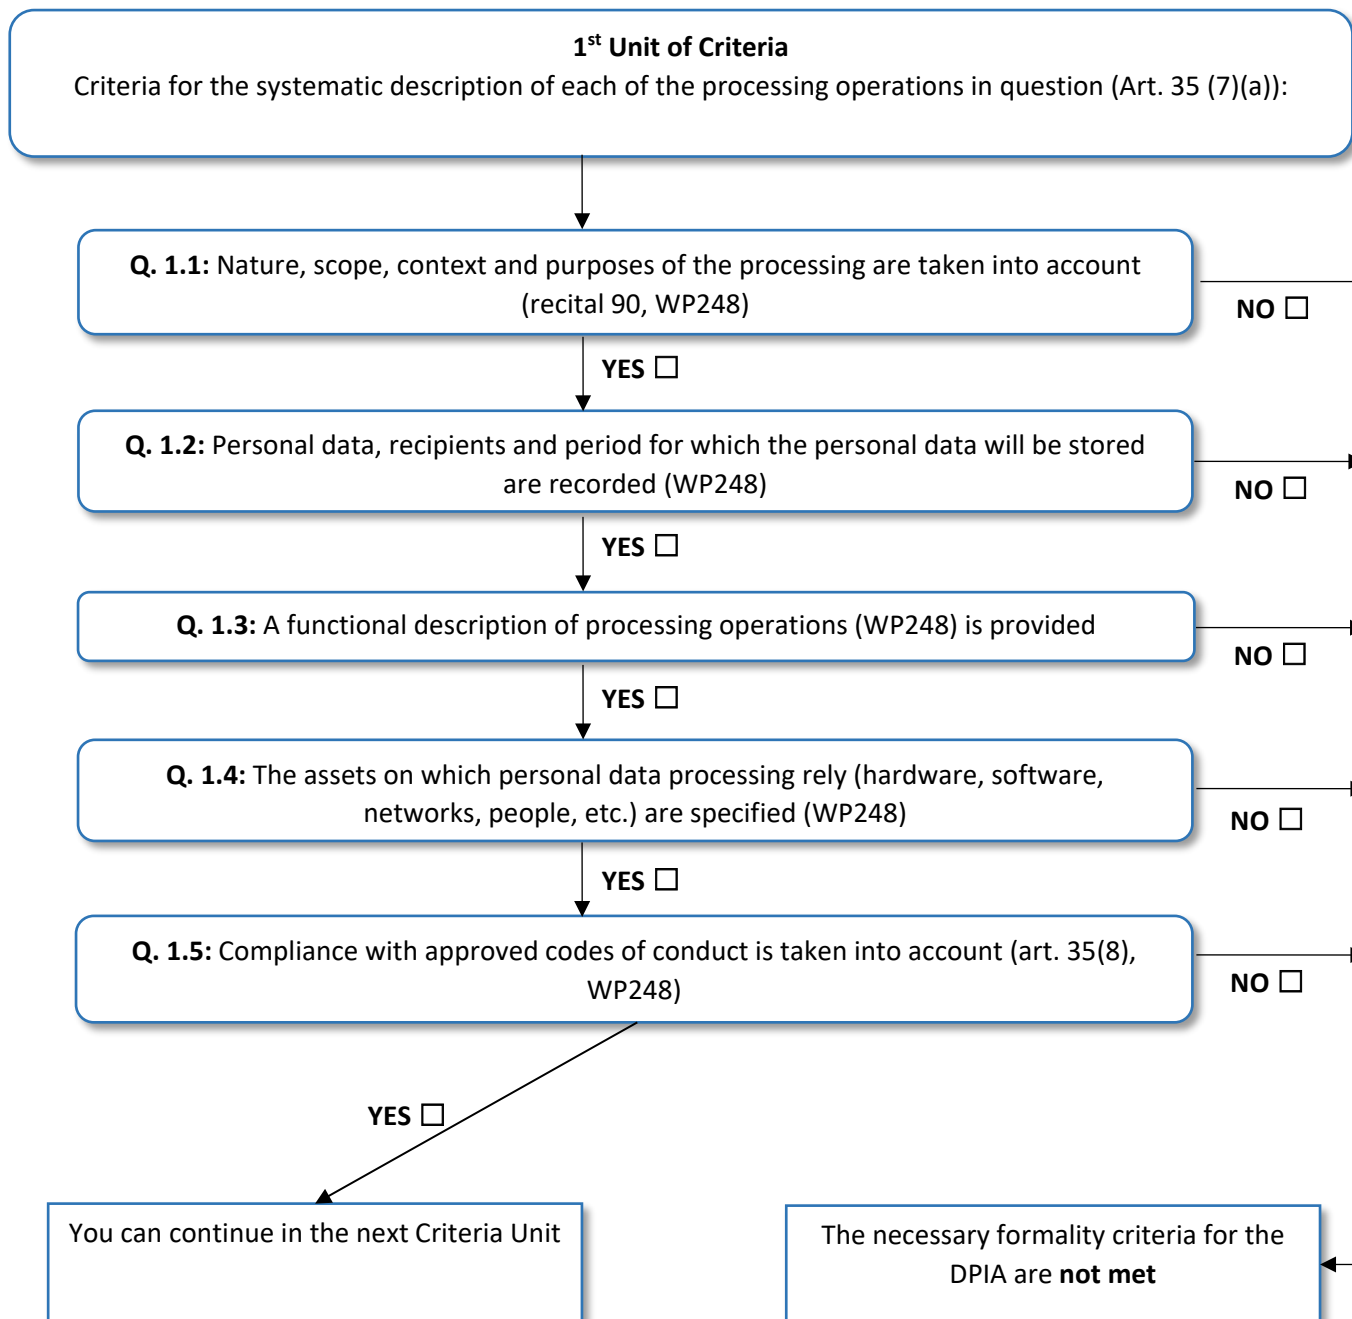 1st Unit of Criteria
Criteria for the systematic description of each of the processing operations in question (Art. 35 (7)(a)):
Q. 1.1: Nature, scope, context and purposes of the processing are taken into account
(recital 90, WP248)
NO ☐
YES ☐
Q. 1.2: Personal data, recipients and period for which the personal data will be stored
are recorded (WP248)
NO ☐
YES ☐
Q. 1.3: A functional description of processing operations (WP248) is provided
NO ☐
YES ☐
Q. 1.4: The assets on which personal data processing rely (hardware, software,
networks, people, etc.) are specified (WP248)
NO ☐
YES ☐
Q. 1.5: Compliance with approved codes of conduct is taken into account (art. 35(8),
WP248)
NO ☐
YES ☐
You can continue in the next Criteria Unit
The necessary formality criteria for the
DPIA are not met